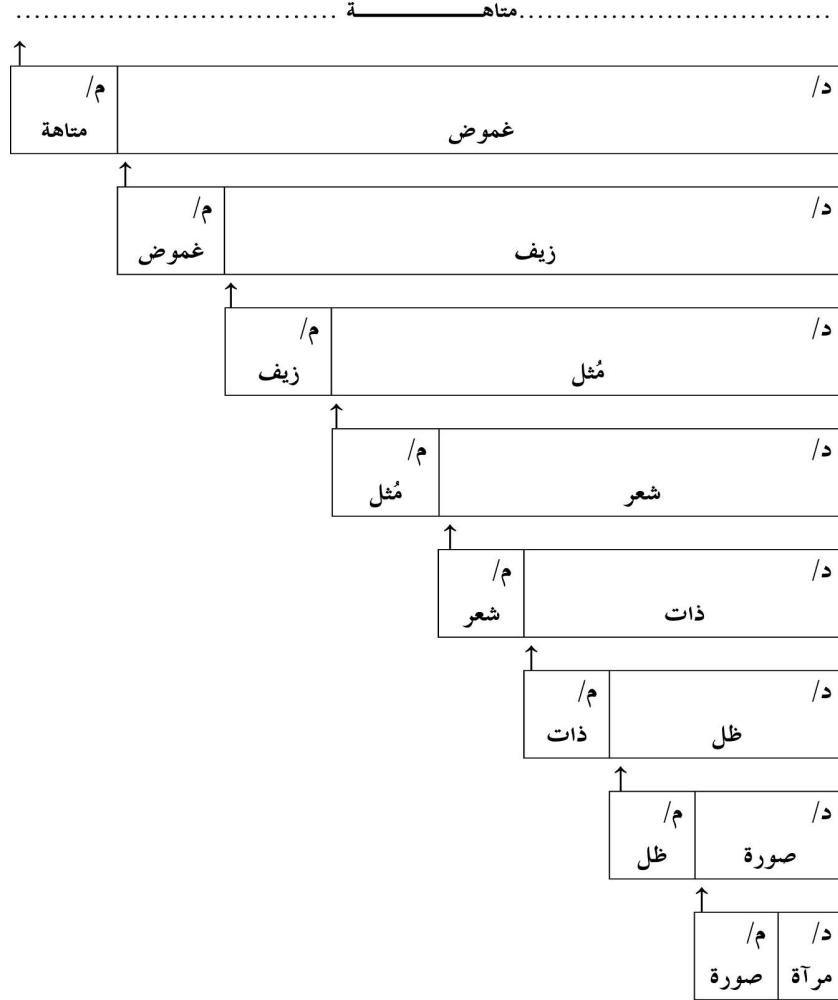 متاهـــــــــــة
د/ م/
غموض متاهة
د/ م/
زيف غموض
د/ م/
مُثل زيف
د/ م/
شعر مُثل
د/ م/
ذات شعر
د/ م/
ظل ذات
د/ م/
صورة ظل
د/ م/
مرآة صورة